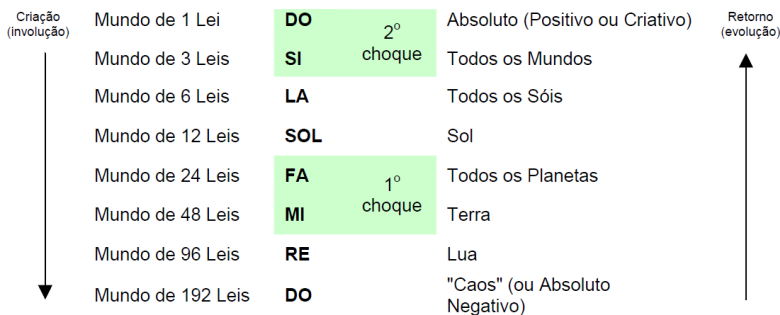 Criação
(involução)
Mundo de 1 Lei DO Absoluto (Positivo ou Criativo)
2º
choque
Mundo de 3 Leis SI Todos os Mundos
Mundo de 6 Leis LA Todos os Sóis
Mundo de 12 Leis SOL Sol
Mundo de 24 Leis FA Todos os Planetas
1º
choque
Mundo de 48 Leis MI Terra
Mundo de 96 Leis RE Lua
Mundo de 192 Leis DO "Caos" (ou Absoluto
Negativo)
Retorno
(evolução)